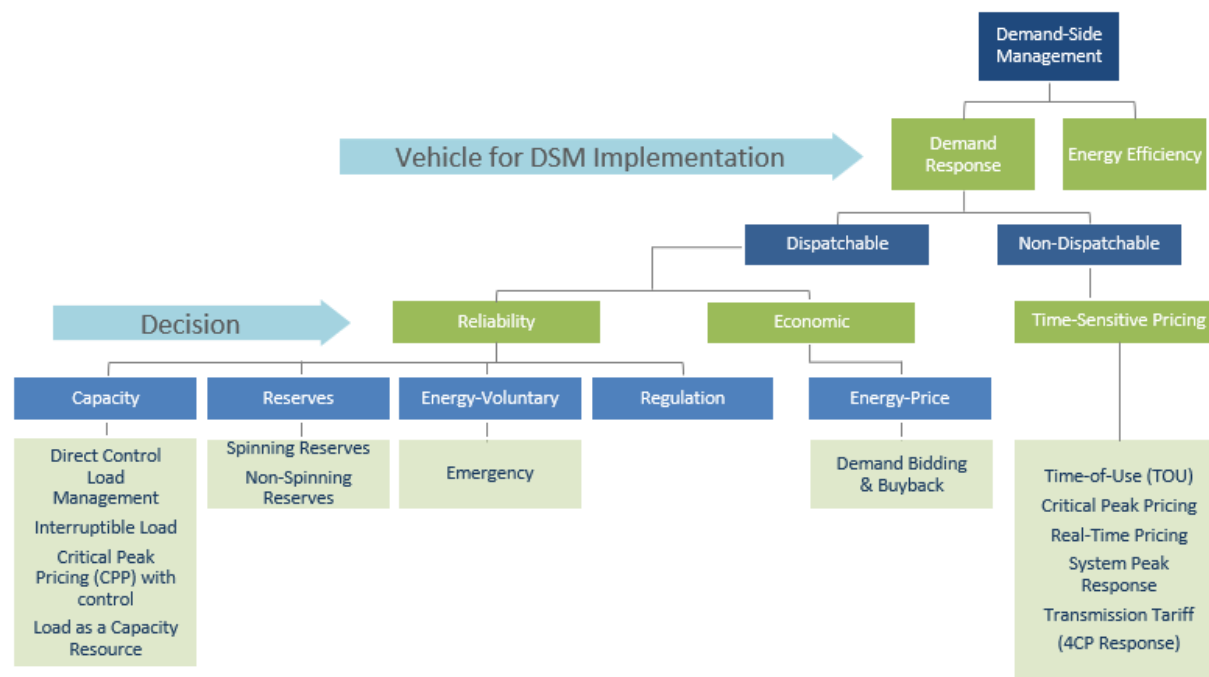 Demand-Side
Management
Vehicle for DSM Implementation
Demand
Response
Energy Efficiency
Dispatchable
Non-Dispatchable
Decision
Reliability
Economic
Time-Sensitive Pricing
Capacity
Reserves
Energy-Voluntary
Regulation
Energy-Price
Direct Control
Load
Management
Interruptible Load
Critical Peak
Pricing (CPP) with
control
Load as a Capacity
Resource
Spinning Reserves
Non-Spinning
Reserves
Emergency
Demand Bidding
& Buyback
Time-of-Use (TOU)
Critical Peak Pricing
Real-Time Pricing
System Peak
Response
Transmission Tariff
(4CP Response)